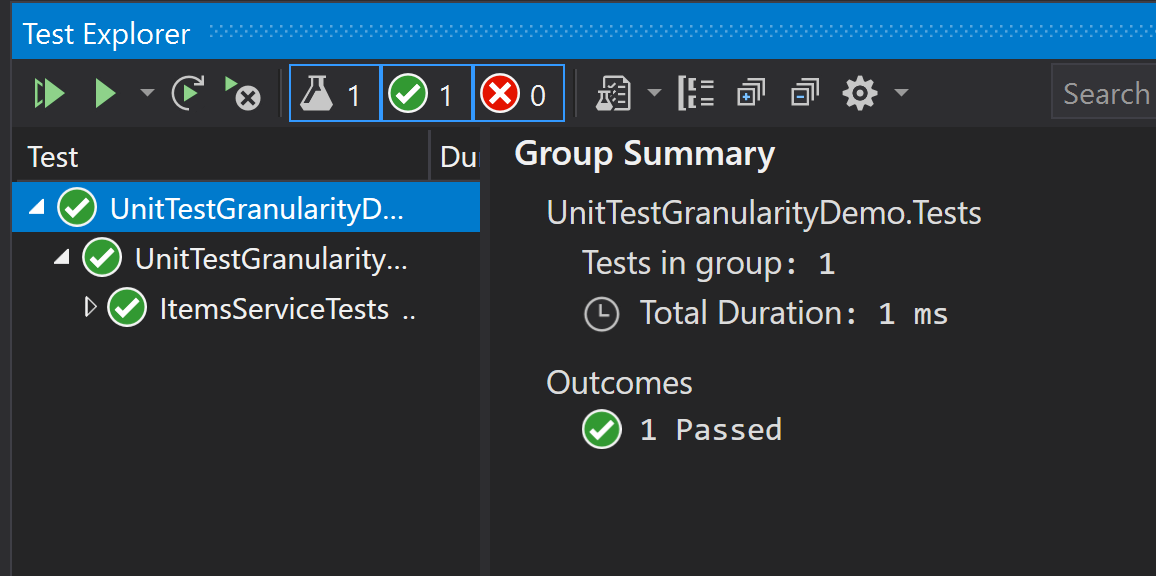 Test Explorer
1 1 0 Search
Test Du
UnitTestGranularityD...
UnitTestGranularity...
ItemsServiceTests ..
Group Summary
UnitTestGranularityDemo.Tests
Tests in group: 1
Total Duration: 1 ms
Outcomes
1 Passed